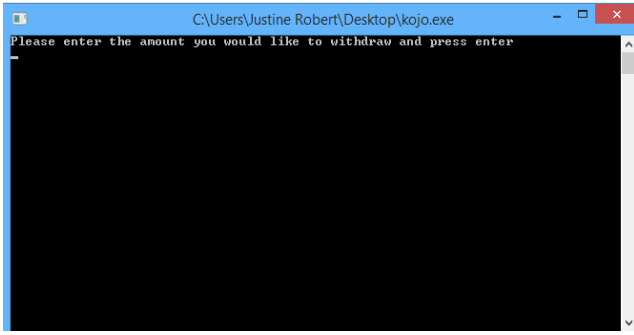 C:\Users\Justine Robert\Desktop\kojo.exe
Please enter the amount you would like to withdraw and press enter